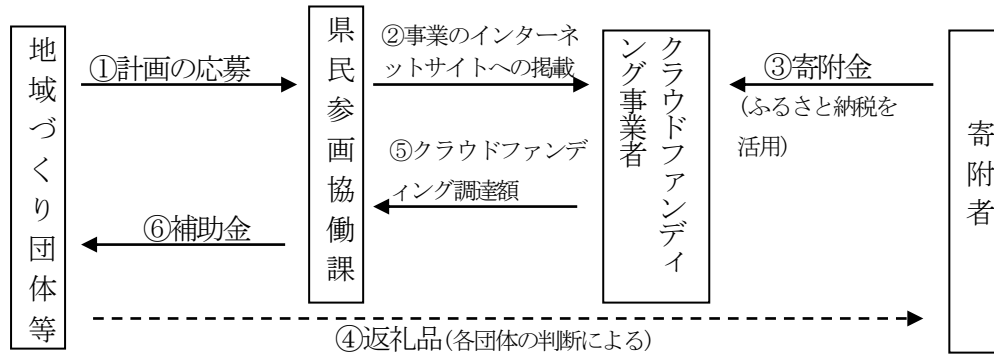 地域づくり団体等
①計画の応募
⑥補助金
県民参画協働課
②事業のインターネ
ットサイトへの掲載
⑤クラウドファンデ
ィング調達額
クラウドファンディ
ング事業者
③寄附金
(ふるさと納税を
活用)
寄附者
④返礼品(各団体の判断による)